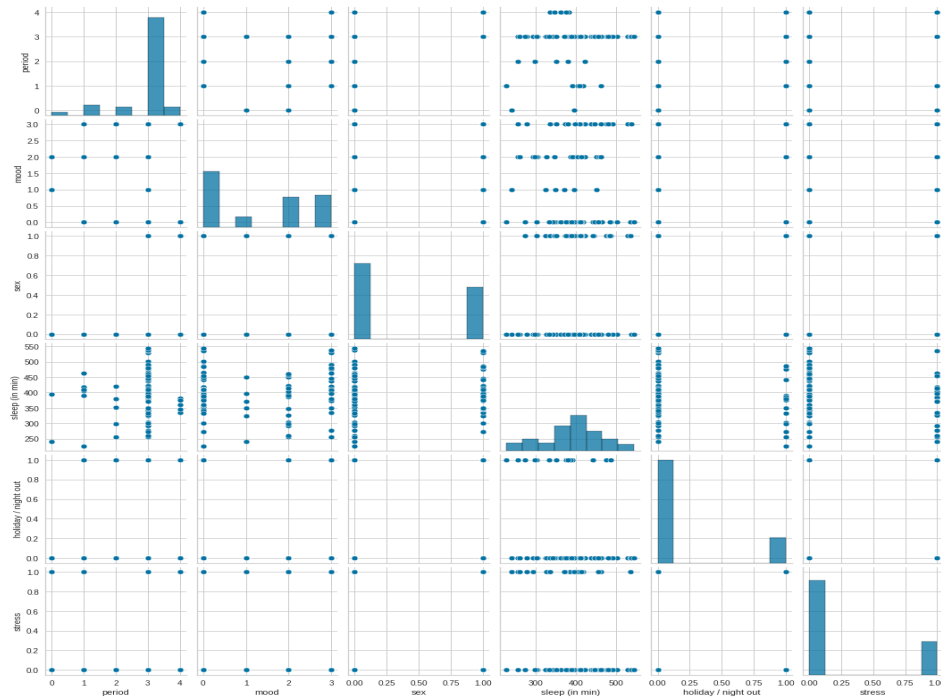 4
3
2
1
0
period
3.0
2.5
2.0
1.5
1.0
0.5
0.0
mood
1.0
0.8
0.6
0.4
0.2
0.0
sex
550
500
450
400
350
300
250
sleep (in min)
1.0
0.8
0.6
0.4
0.2
0.0
holiday / night out
1.0
0.8
0.6
0.4
0.2
0.0
stress
0 1 2 3 4
0 1 2 3
0.00 0.25 0.50 0.75 1.00
300 400 500
0.00 0.25 0.50 0.75 1.00
0.00 0.25 0.50 0.75 1.00
period mood sex sleep (in min) holiday / night out stress